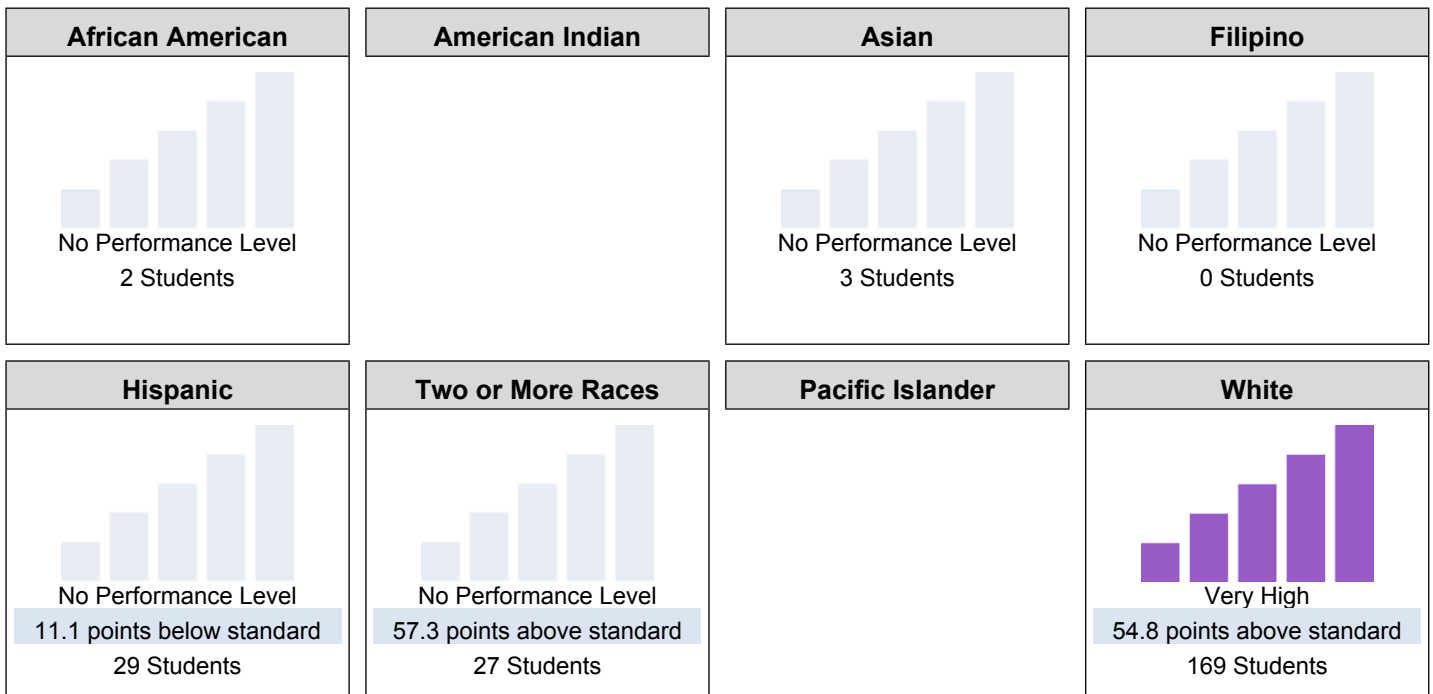 African American
American Indian
Asian
Filipino
No Performance Level
2 Students
No Performance Level
3 Students
No Performance Level
0 Students
Hispanic
Two or More Races
Pacific Islander
White
No Performance Level
11.1 points below standard
29 Students
No Performance Level
57.3 points above standard
27 Students
Very High
54.8 points above standard
169 Students